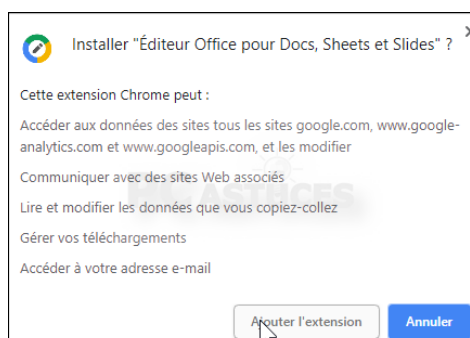 Installer "Éditeur Office pour Docs, Sheets et Slides" ?
Cette extension Chrome peut :
Accéder aux données des sites tous les sites google.com, www.google-
analytics.com et www.googleapis.com, et les modifier
Communiquer avec des sites Web associés
Lire et modifier les données que vous copiez-collez
Gérer vos téléchargements
Accéder à votre adresse e-mail
Ajouter l'extension
Annuler